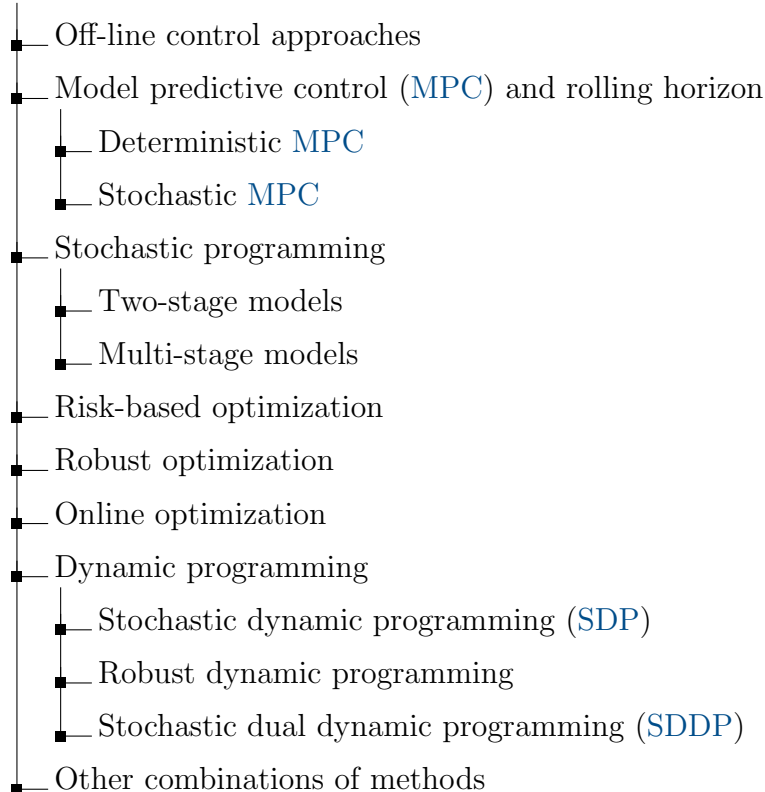 Off-line control approaches
Model predictive control (MPC) and rolling horizon
Deterministic MPC
Stochastic MPC
Stochastic programming
Two-stage models
Multi-stage models
Risk-based optimization
Robust optimization
Online optimization
Dynamic programming
Stochastic dynamic programming (SDP)
Robust dynamic programming
Stochastic dual dynamic programming (SDDP)
Other combinations of methods